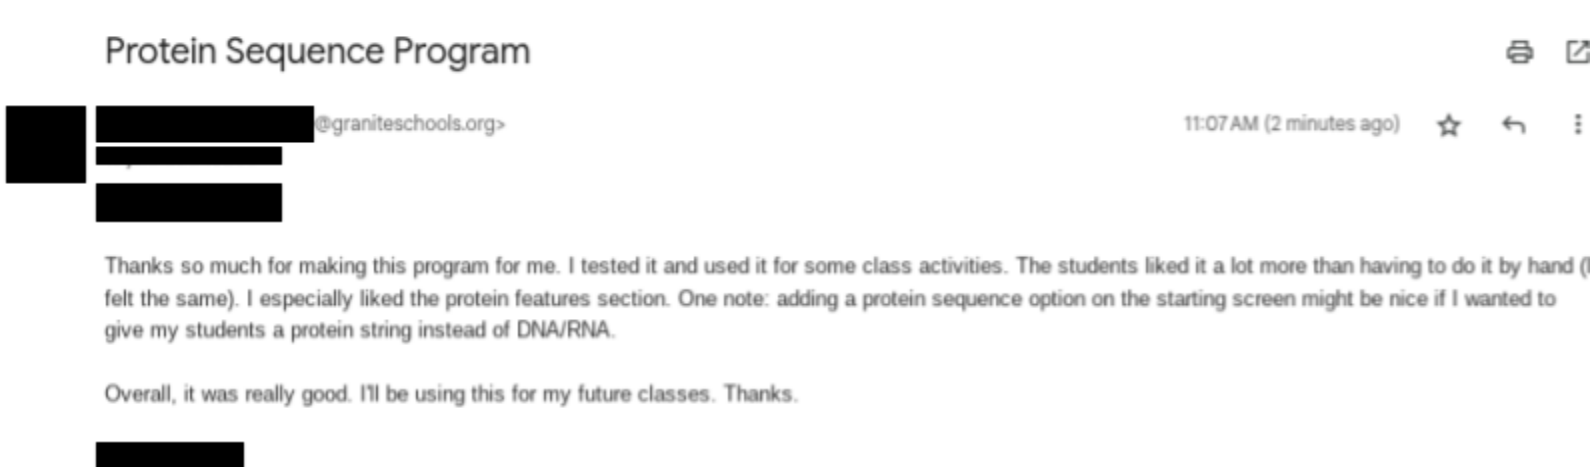 Protein Sequence Program
@graniteschools.org>
11:07 AM (2 minutes ago)
Thanks so much for making this program for me. I tested it and used it for some class activities. The students liked it a lot more than having to do it by hand (I
felt the same). I especially liked the protein features section. One note: adding a protein sequence option on the starting screen might be nice if I wanted to
give my students a protein string instead of DNA/RNA.
Overall, it was really good. I'll be using this for my future classes. Thanks.